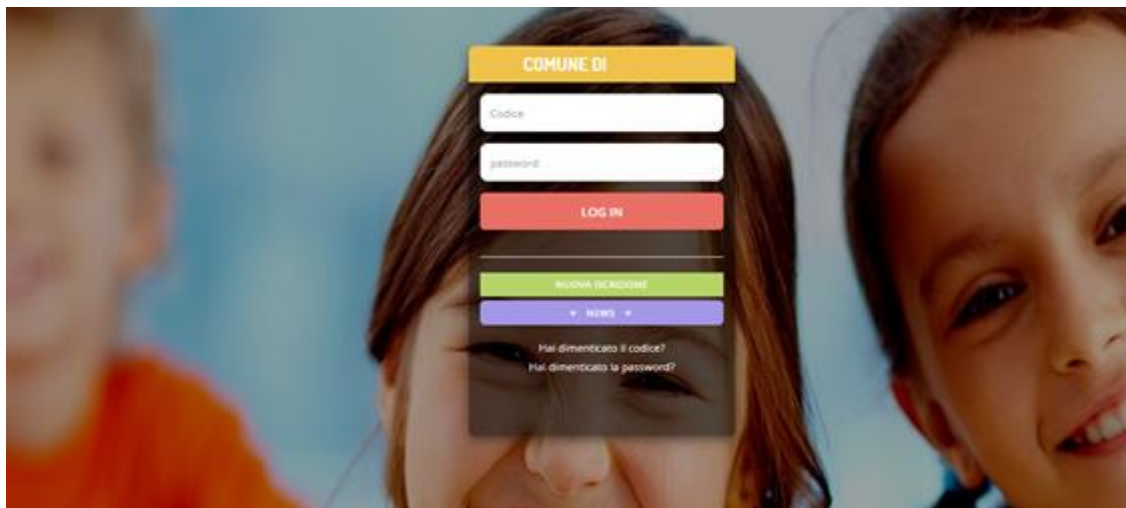 COMUNE DI
Codice
password
LOG IN
NUOVA ISCRIZIONE
NEWS
Hai dimenticato il codice?
Hai dimenticato la password?